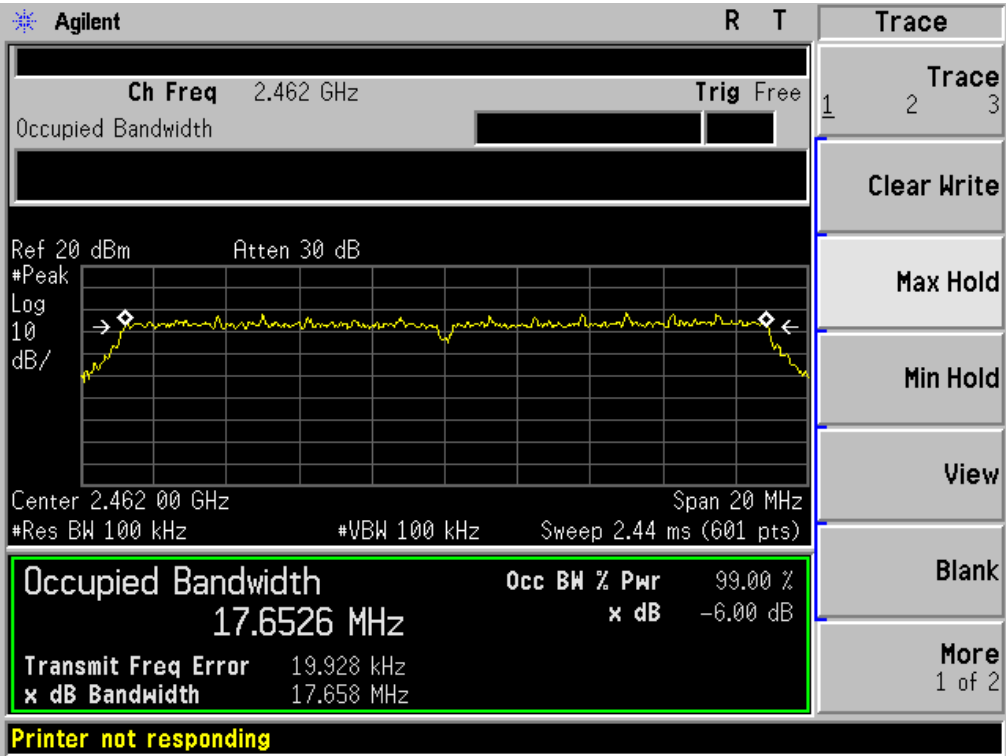 Agilent R T
Ch Freq 2.462 GHz Trig Free
Occupied Bandwidth
Ref 20 dBm Atten 30 dB
#Peak
Log
10
dB/
Center 2.462 00 GHz Span 20 MHz
#Res BW 100 kHz #VBW 100 kHz Sweep 2.44 ms (601 pts)
Occupied Bandwidth Occ BW % Pwr 99.00 %
17.6526 MHz x dB -6.00 dB
Transmit Freq Error 19.928 kHz
x dB Bandwidth 17.658 MHz
Printer not responding
Trace
Trace
1 2 3
Clear Write
Max Hold
Min Hold
View
Blank
More
1 of 2